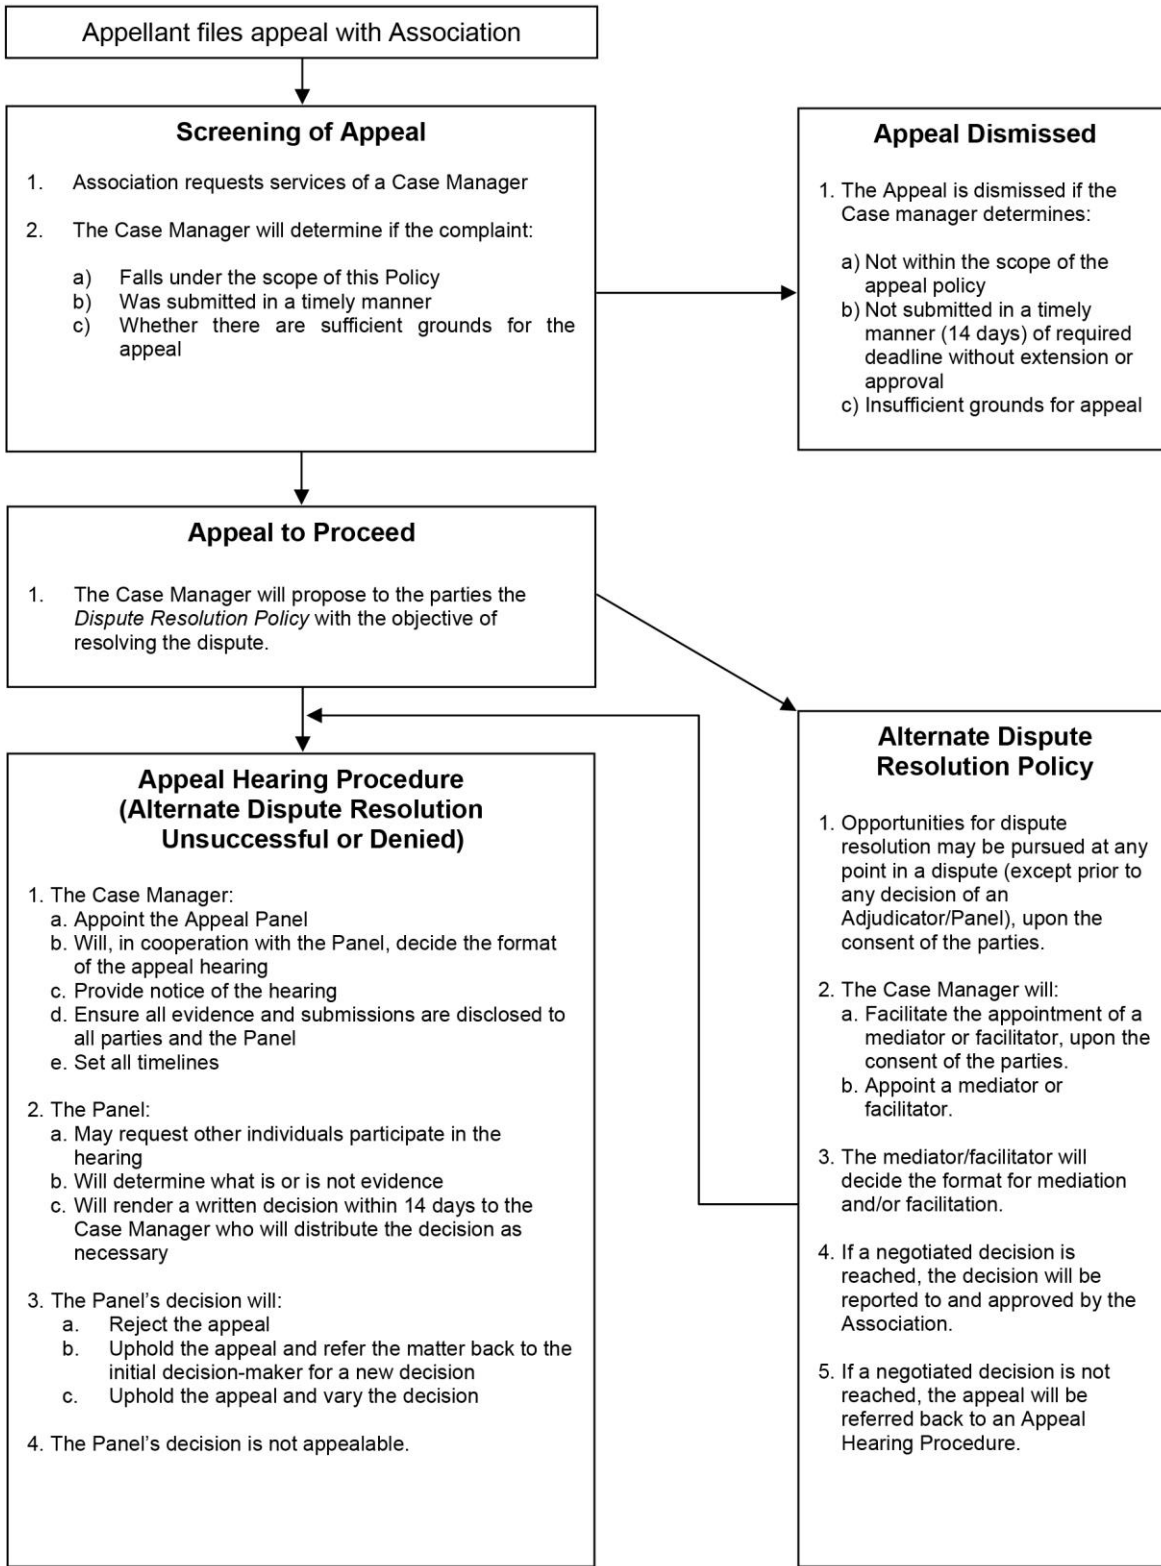 Appellant files appeal with Association
Screening of Appeal
1. Association requests services of a Case Manager
2. The Case Manager will determine if the complaint:
a) Falls under the scope of this Policy
b) Was submitted in a timely manner
c) Whether there are sufficient grounds for the
appeal
Appeal Dismissed
1. The Appeal is dismissed if the
Case manager determines:
a) Not within the scope of the
appeal policy
b) Not submitted in a timely
manner (14 days) of required
deadline without extension or
approval
c) Insufficient grounds for appeal
Appeal to Proceed
1. The Case Manager will propose to the parties the
Dispute Resolution Policy with the objective of
resolving the dispute.
Appeal Hearing Procedure
(Alternate Dispute Resolution
Unsuccessful or Denied)
1. The Case Manager:
a. Appoint the Appeal Panel
b. Will, in cooperation with the Panel, decide the format
of the appeal hearing
c. Provide notice of the hearing
d. Ensure all evidence and submissions are disclosed to
all parties and the Panel
e. Set all timelines
2. The Panel:
a. May request other individuals participate in the
hearing
b. Will determine what is or is not evidence
c. Will render a written decision within 14 days to the
Case Manager who will distribute the decision as
necessary
3. The Panel's decision will:
a. Reject the appeal
b. Uphold the appeal and refer the matter back to the
initial decision-maker for a new decision
c. Uphold the appeal and vary the decision
4. The Panel's decision is not appealable.
Alternate Dispute
Resolution Policy
1. Opportunities for dispute
resolution may be pursued at any
point in a dispute (except prior to
any decision of an
Adjudicator/Panel), upon the
consent of the parties.
2. The Case Manager will:
a. Facilitate the appointment of a
mediator or facilitator, upon the
consent of the parties.
b. Appoint a mediator or
facilitator.
3. The mediator/facilitator will
decide the format for mediation
and/or facilitation.
4. If a negotiated decision is
reached, the decision will be
reported to and approved by the
Association.
5. If a negotiated decision is not
reached, the appeal will be
referred back to an Appeal
Hearing Procedure.